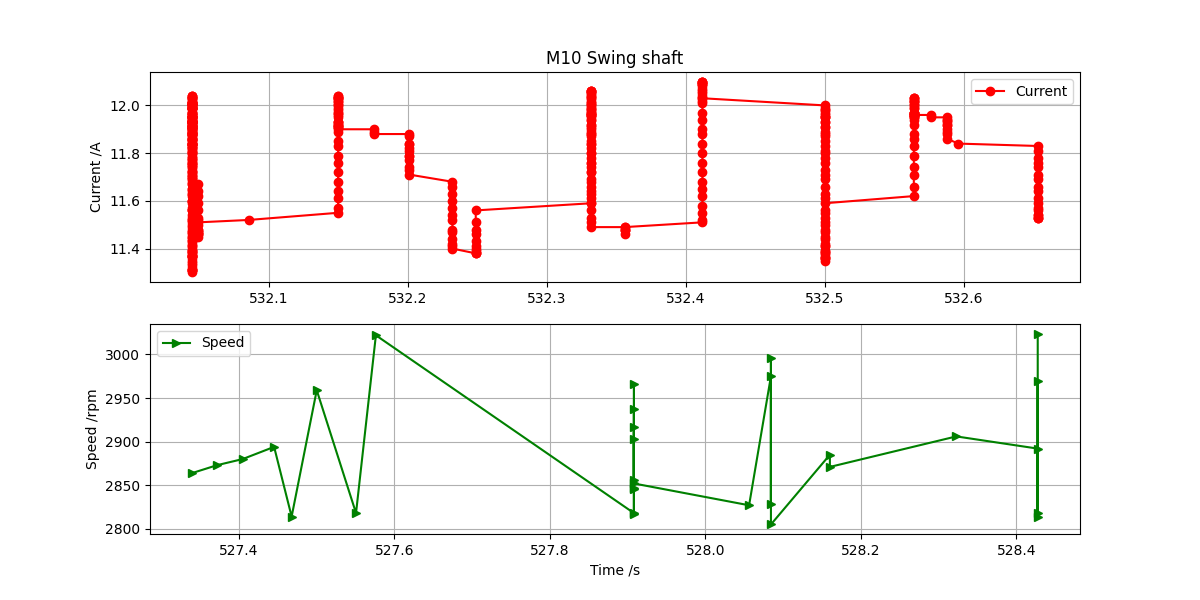 M10 Swing shaft
Current /A
12.0
11.8
11.6
11.4
Current
532.1 532.2 532.3 532.4 532.5 532.6
Speed /rpm
3000
2950
2900
2850
2800
Speed
527.4 527.6 527.8 528.0 528.2 528.4
Time /s